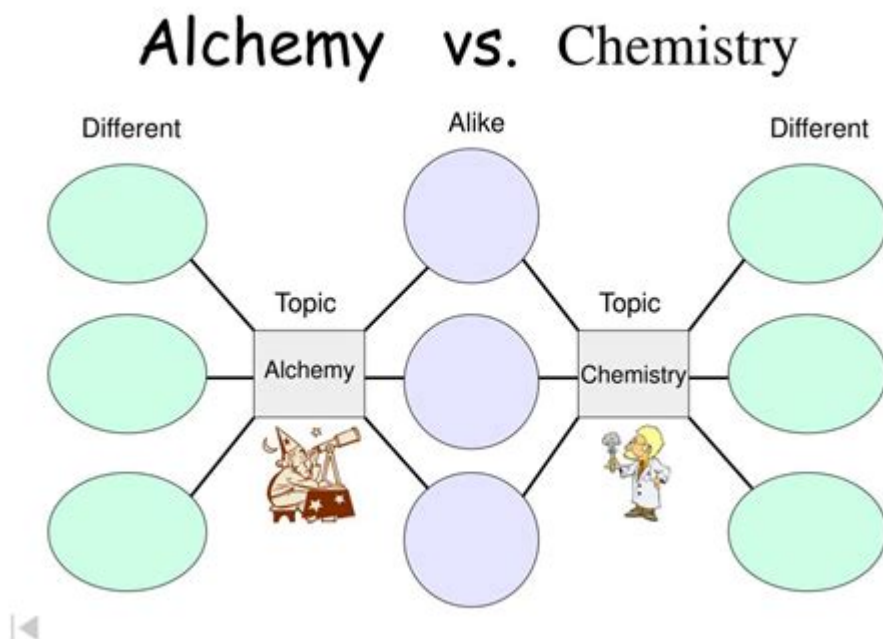 Alchemy vs. Chemistry
Different
Alike
Different
Topic
Topic
Alchemy
Chemistry